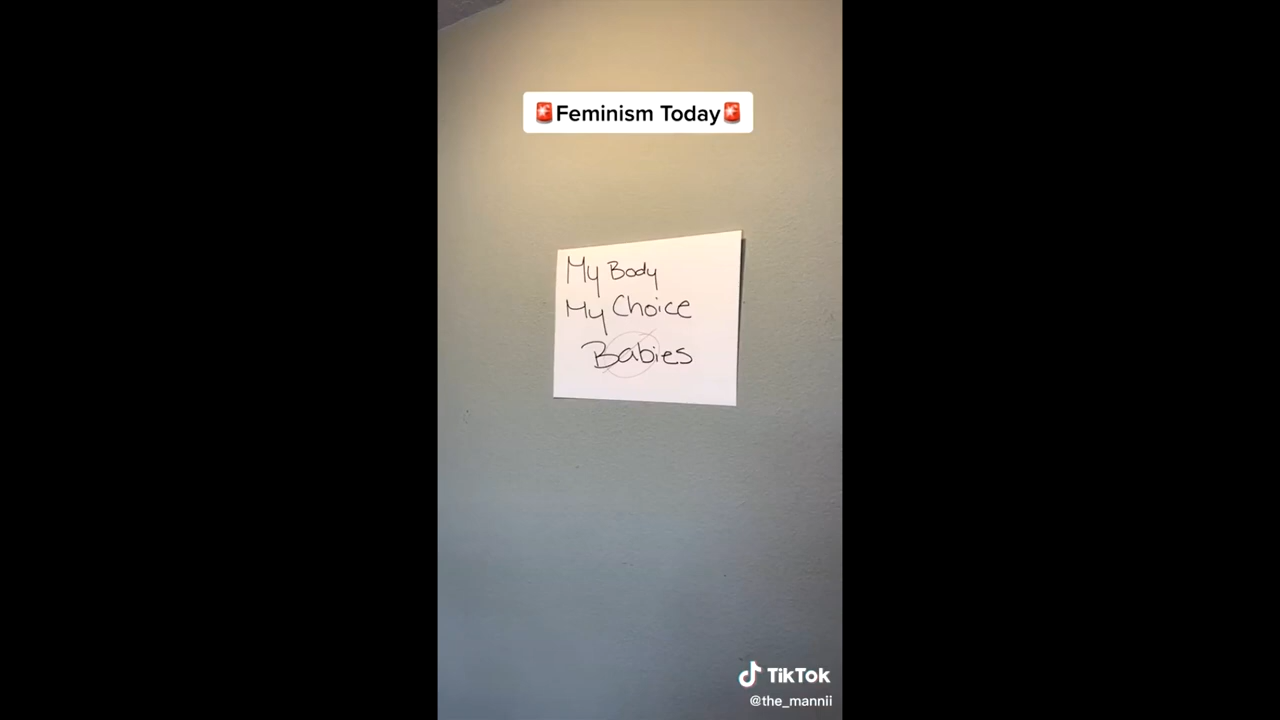 🚨Feminism Today🚨
My Body
My Choice
Babies
TikTok
@the_mannii